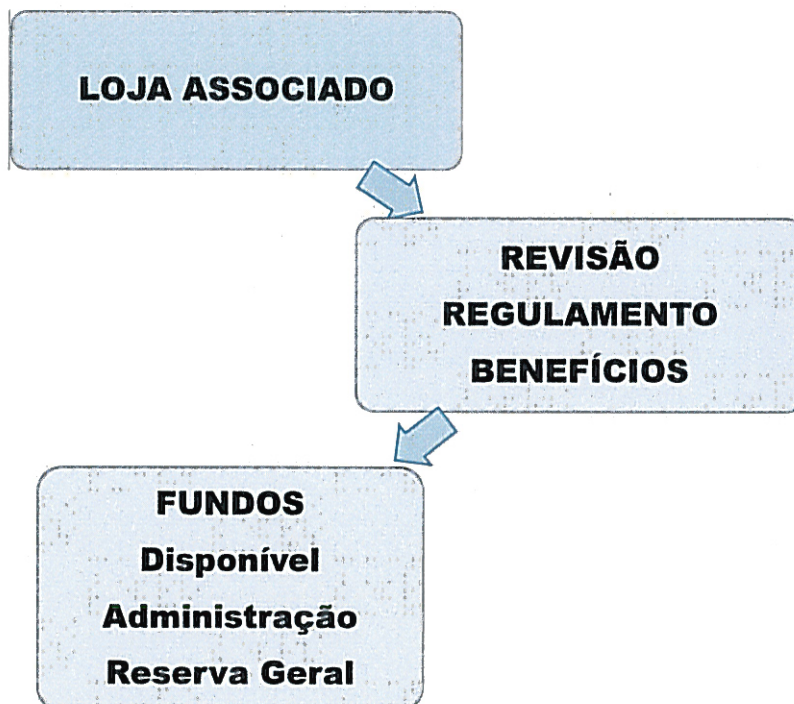 LOJA ASSOCIADO
REVISÃO
REGULAMENTO
BENEFÍCIOS
FUNDOS
Disponível
Administração
Reserva Geral